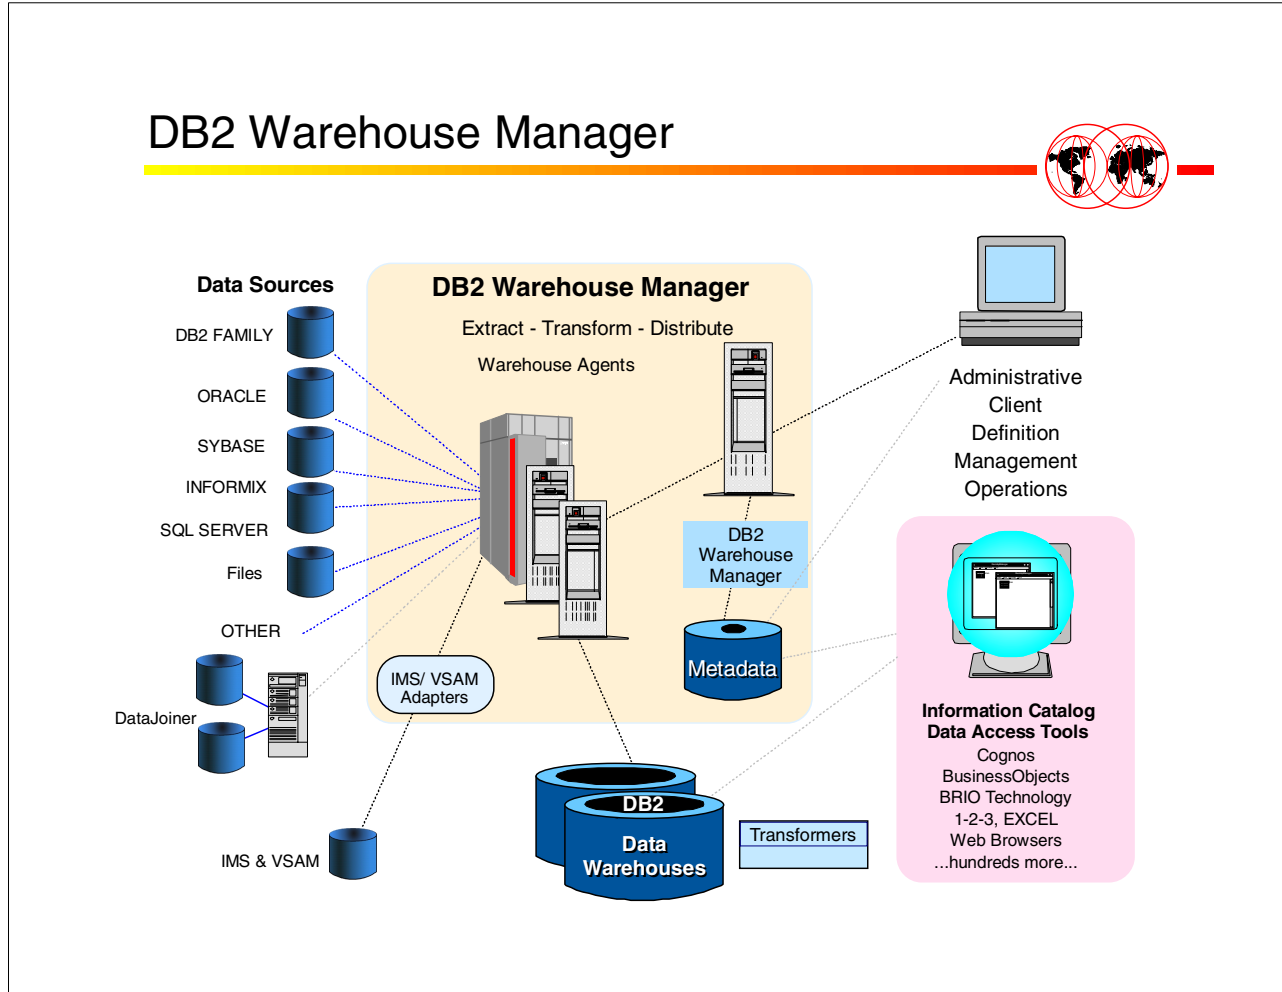 DB2 Warehouse Manager
Data Sources
DB2 FAMILY
ORACLE
SYBASE
INFORMIX
SQL SERVER
Files
OTHER
DataJoiner
IMS & VSAM
DB2 Warehouse Manager
Extract - Transform - Distribute
Warehouse Agents
IMS/ VSAM
Adapters
DB2
Warehouse
Manager
Metadata
DB2
Data
Warehouses
Transformers
Administrative
Client
Definition
Management
Operations
Information Catalog
Data Access Tools
Cognos
BusinessObjects
BRIO Technology
1-2-3, EXCEL
Web Browsers
...hundreds more...